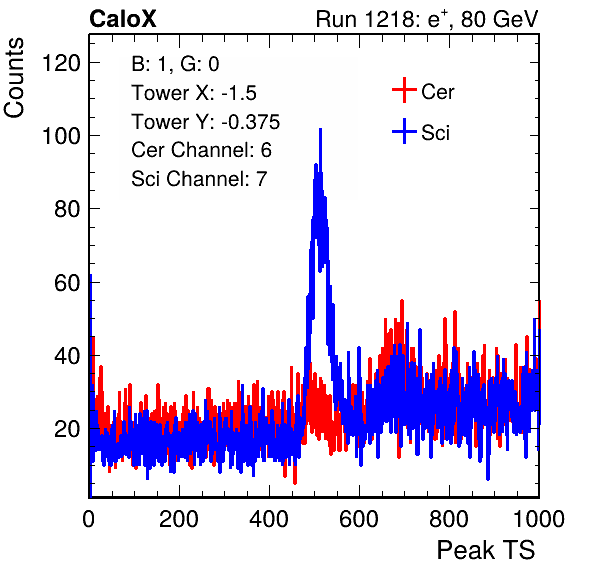 CaloX Run 1218: e⁺, 80 GeV
Counts
B: 1, G: 0
Tower X: -1.5
Tower Y: -0.375
Cer Channel: 6
Sci Channel: 7
Cer
Sci
120
100
80
60
40
20
0 200 400 600 800 1000
Peak TS